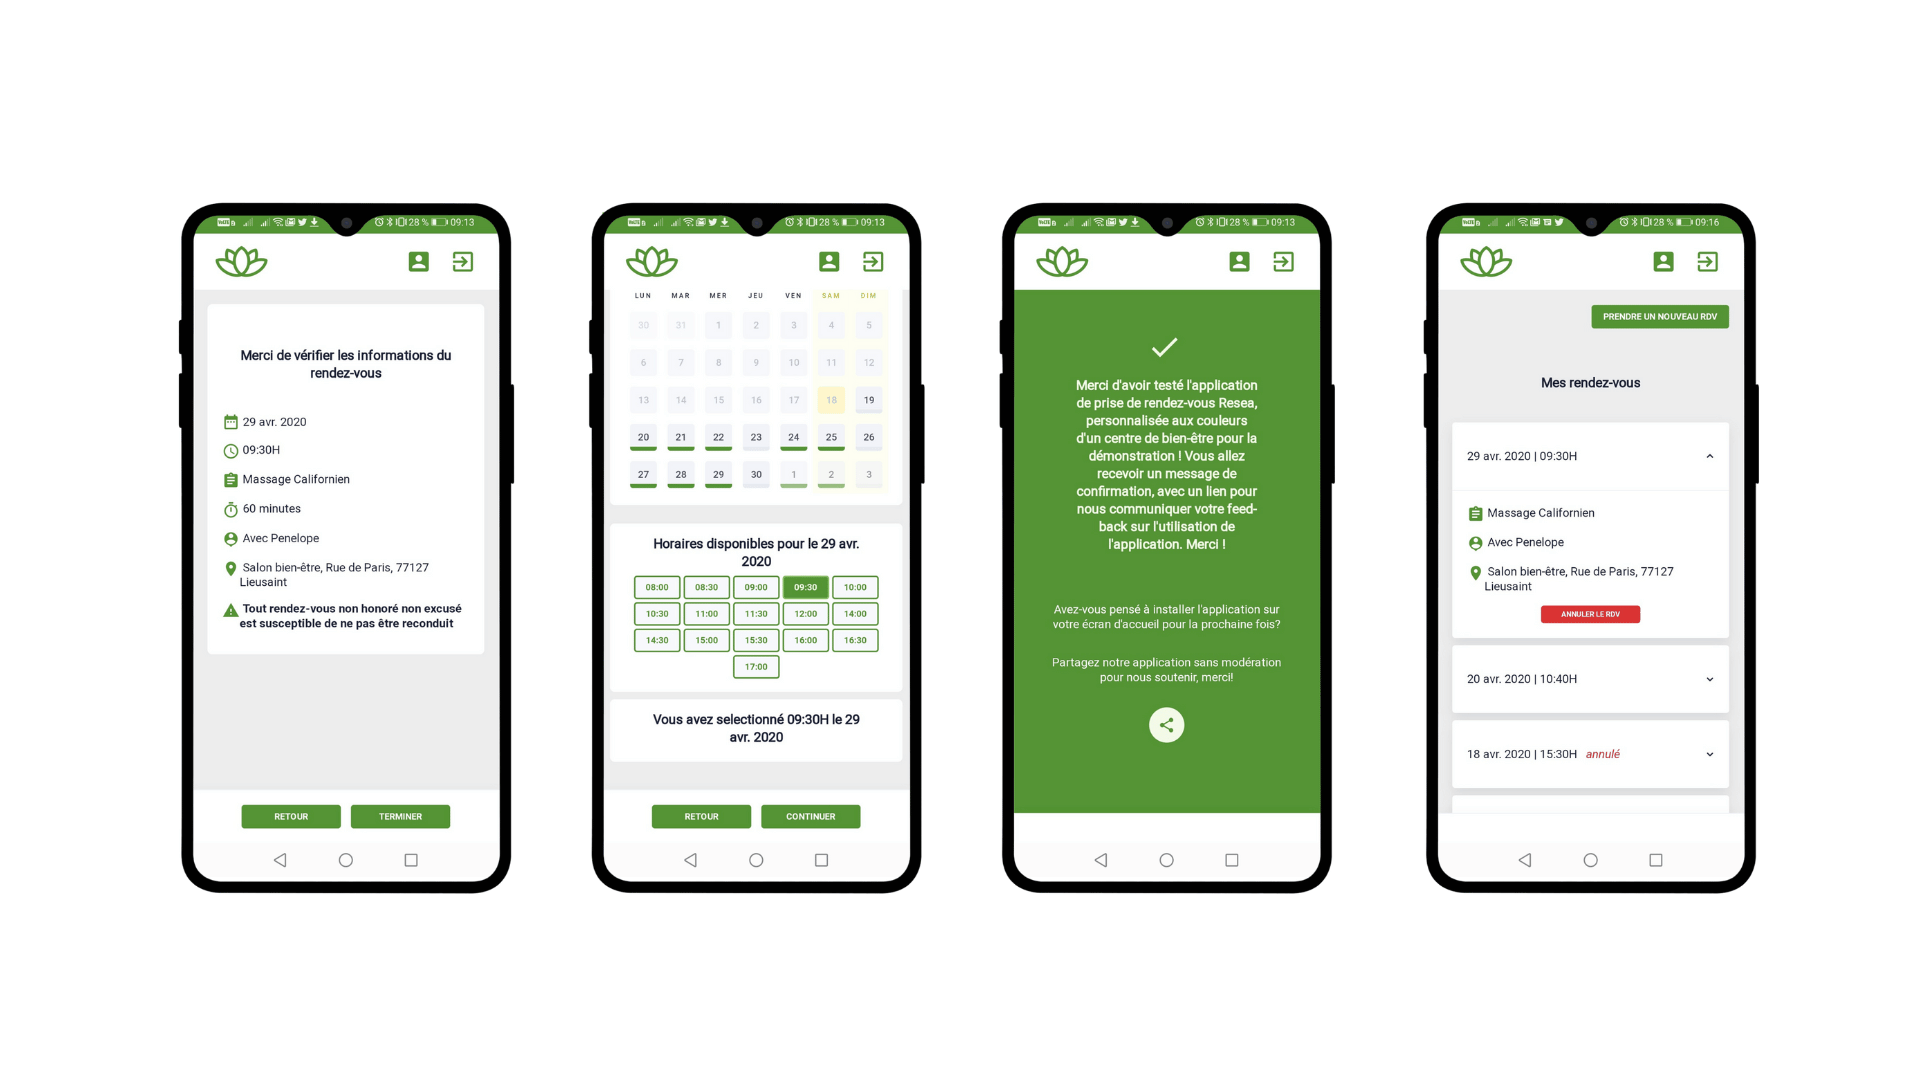 28 % 09:13
Merci de vérifier les informations du
rendez-vous
29 avr. 2020
09:30H
Massage Californien
60 minutes
Avec Penelope
Salon bien-être, Rue de Paris, 77127
Lieusaint
Tout rendez-vous non honoré non excusé
est susceptible de ne pas être reconduit
RETOUR TERMINER
28 % 09:13
LUN MAR MER JEU VEN SAM DIM
30 31 1 2 3 4 5
6 7 8 9 10 11 12
13 14 15 16 17 18 19
20 21 22 23 24 25 26
27 28 29 30 1 2 3
Horaires disponibles pour le 29 avr.
2020
08:00 08:30 09:00 09:30 10:00
10:30 11:00 11:30 12:00 14:00
14:30 15:00 15:30 16:00 16:30
17:00
Vous avez selectionné 09:30H le 29
avr. 2020
RETOUR CONTINUER
28 % 09:13
Merci d'avoir testé l'application
de prise de rendez-vous Resea,
personnalisée aux couleurs
d'un centre de bien-être pour la
démonstration ! Vous allez
recevoir un message de
confirmation, avec un lien pour
nous communiquer votre feed-
back sur l'utilisation de
l'application. Merci !
Avez-vous pensé à installer l'application sur
votre écran d'accueil pour la prochaine fois?
Partagez notre application sans modération
pour nous soutenir, merci!
28 % 09:16
PRENDRE UN NOUVEAU RDV
Mes rendez-vous
29 avr. 2020 | 09:30H
Massage Californien
Avec Penelope
Salon bien-être, Rue de Paris, 77127
Lieusaint
ANNULER LE RDV
20 avr. 2020 | 10:40H
18 avr. 2020 | 15:30H annulé